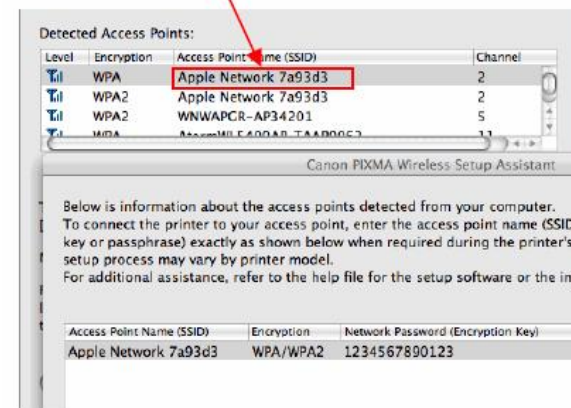 Detected Access Points:
Level Encryption Access Point Name (SSID) Channel
WPA Apple Network 7a93d3 2
WPA2 Apple Network 7a93d3 2
WPA2 WNWAPGR-AP34201 5
WPA 11
Canon PIXMA Wireless Setup Assistant
Below is information about the access points detected from your computer.
To connect the printer to your access point, enter the access point name (SSID
key or passphrase) exactly as shown below when required during the printer's
setup process may vary by printer model.
For additional assistance, refer to the help file for the setup software or the in
Access Point Name (SSID) Encryption Network Password (Encryption Key)
Apple Network 7a93d3 WPA/WPA2 1234567890123